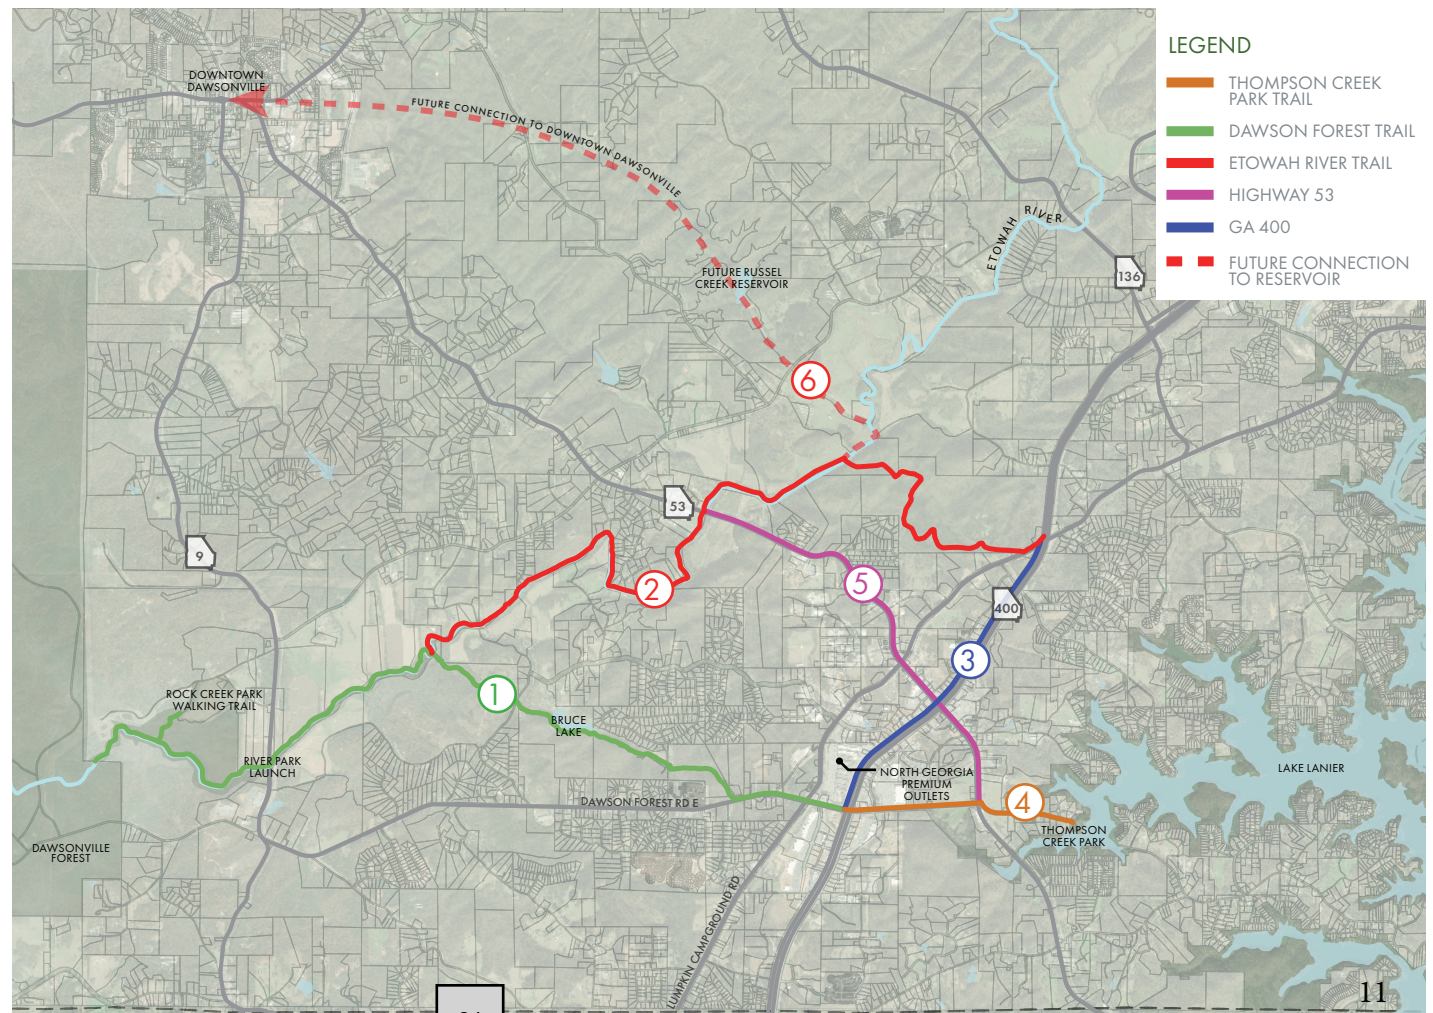 LEGEND
THOMPSON CREEK
PARK TRAIL
DAWSON FOREST TRAIL
ETOWAH RIVER TRAIL
HIGHWAY 53
GA 400
FUTURE CONNECTION
TO RESERVOIR
DOWNTOWN
DAWSONVILLE
FUTURE CONNECTION TO DOWNTOWN DAWSONVILLE
ETOWAH RIVER
136
FUTURE RUSSEL
CREEK RESERVOIR
6
53
9
2
5
400
3
1
ROCK CREEK PARK
WALKING TRAIL
BRUCE
LAKE
RIVER PARK
LAUNCH
NORTH GEORGIA
PREMIUM
OUTLETS
LAKE LANIER
DAWSON FOREST RD E
4
THOMPSON
CREEK PARK
DAWSONVILLE
FOREST
LUMPKIN CAMPGROUND RD
11